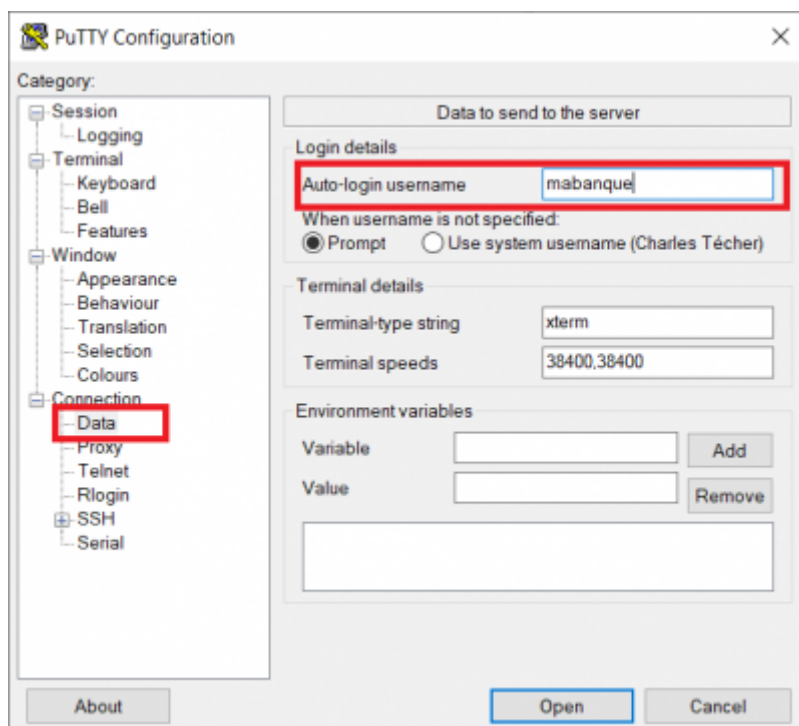 PuTTY Configuration
Category:
Session
Logging
Terminal
Keyboard
Bell
Features
Window
Appearance
Behaviour
Translation
Selection
Colours
Connection
Data
Proxy
Telnet
Rlogin
SSH
Serial
Data to send to the server
Login details
Auto-login username mabanque
When username is not specified:
Prompt Use system username (Charles Técher)
Terminal details
Terminal-type string xterm
Terminal speeds 38400,38400
Environment variables
Variable Add
Value Remove
About Open Cancel